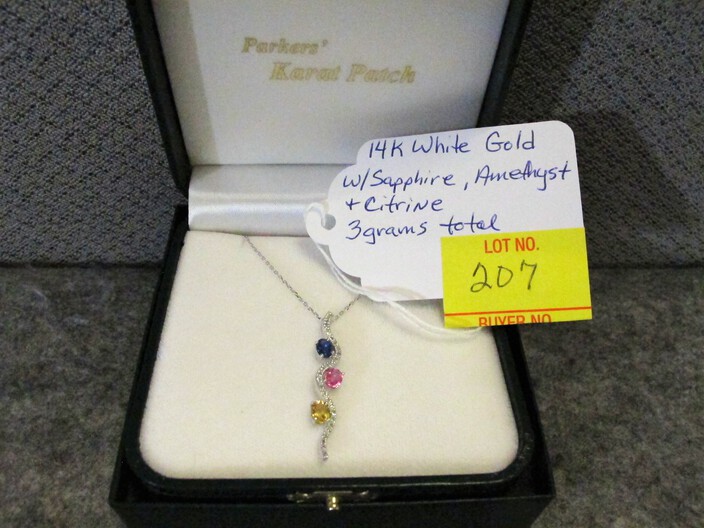 Parkers'
Karat Patch
14K White Gold
w/Sapphire, Amethyst
+ Citrine
3grams total
LOT NO.
207
BUYER NO.